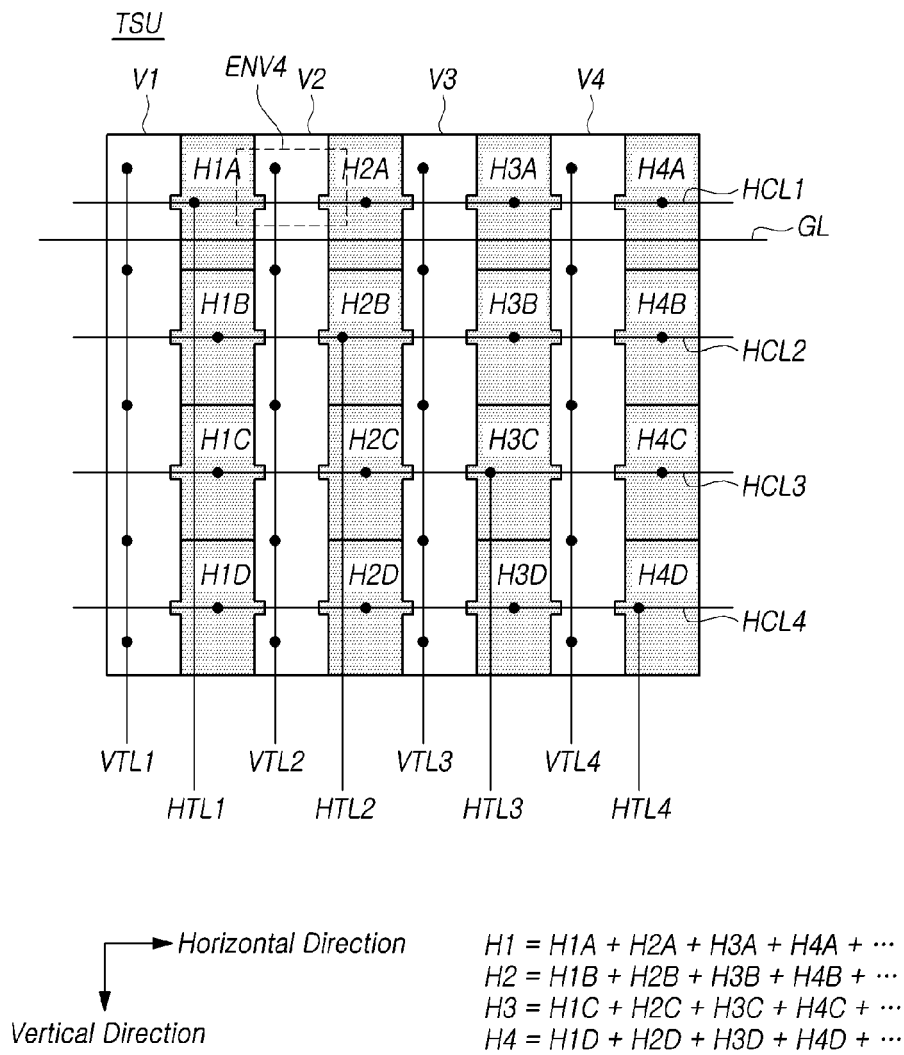 TSU
V1 ENV4 V2 V3 V4
H1A H2A H3A H4A
HCL1
GL
H1B H2B H3B H4B
HCL2
H1C H2C H3C H4C
HCL3
H1D H2D H3D H4D
HCL4
VTL1 VTL2 VTL3 VTL4
HTL1 HTL2 HTL3 HTL4
Horizontal Direction
Vertical Direction
H1 = H1A + H2A + H3A + H4A + ···
H2 = H1B + H2B + H3B + H4B + ···
H3 = H1C + H2C + H3C + H4C + ···
H4 = H1D + H2D + H3D + H4D + ···